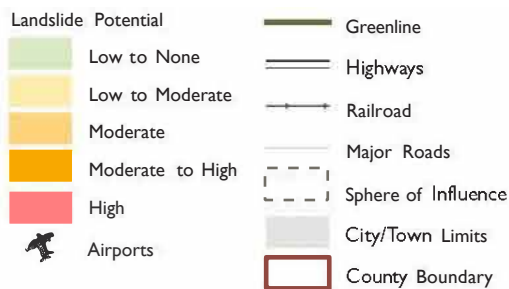 Landslide Potential
Low to None
Low to Moderate
Moderate
Moderate to High
High
Airports
Greenline
Highways
Railroad
Major Roads
Sphere of Influence
City/Town Limits
County Boundary